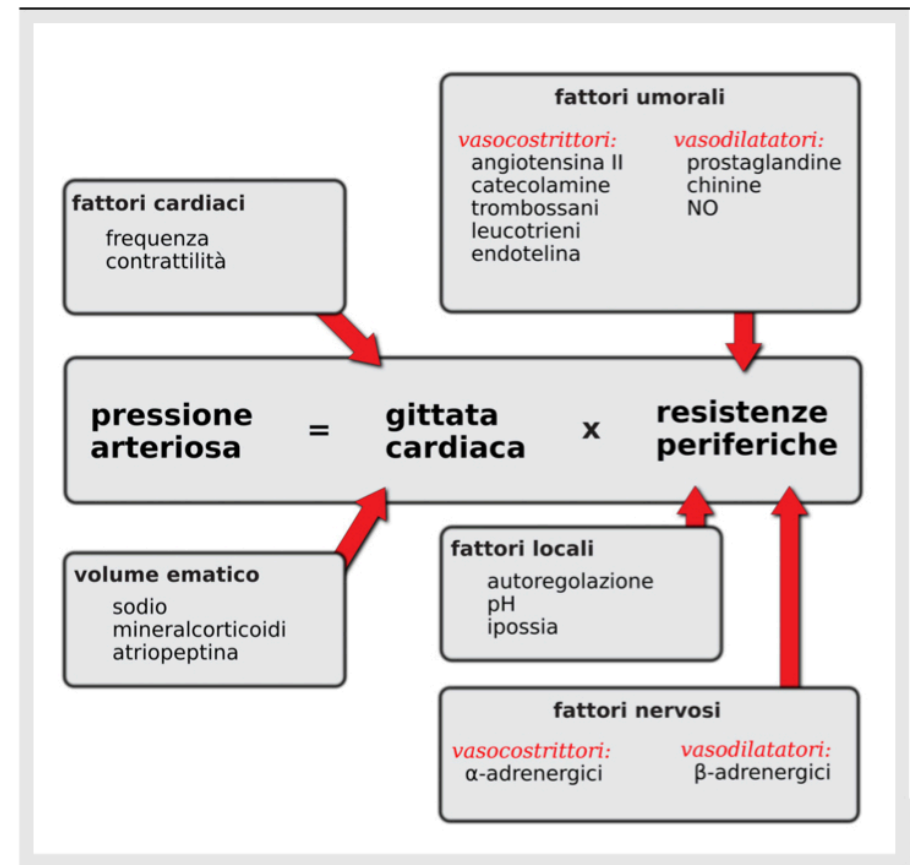 fattori umorali
vasocostrittori:
angiotensina II
catecolamine
trombossani
leucotrieni
endotelina
vasodilatatori:
prostaglandine
chinine
NO
fattori cardiaci
frequenza
contrattilità
pressione
arteriosa
=
gittata
cardiaca
x
resistenze
periferiche
volume ematico
sodio
mineralcorticoidi
atriopeptina
fattori locali
autoregolazione
pH
ipossia
fattori nervosi
vasocostrittori:
α-adrenergici
vasodilatatori:
β-adrenergici